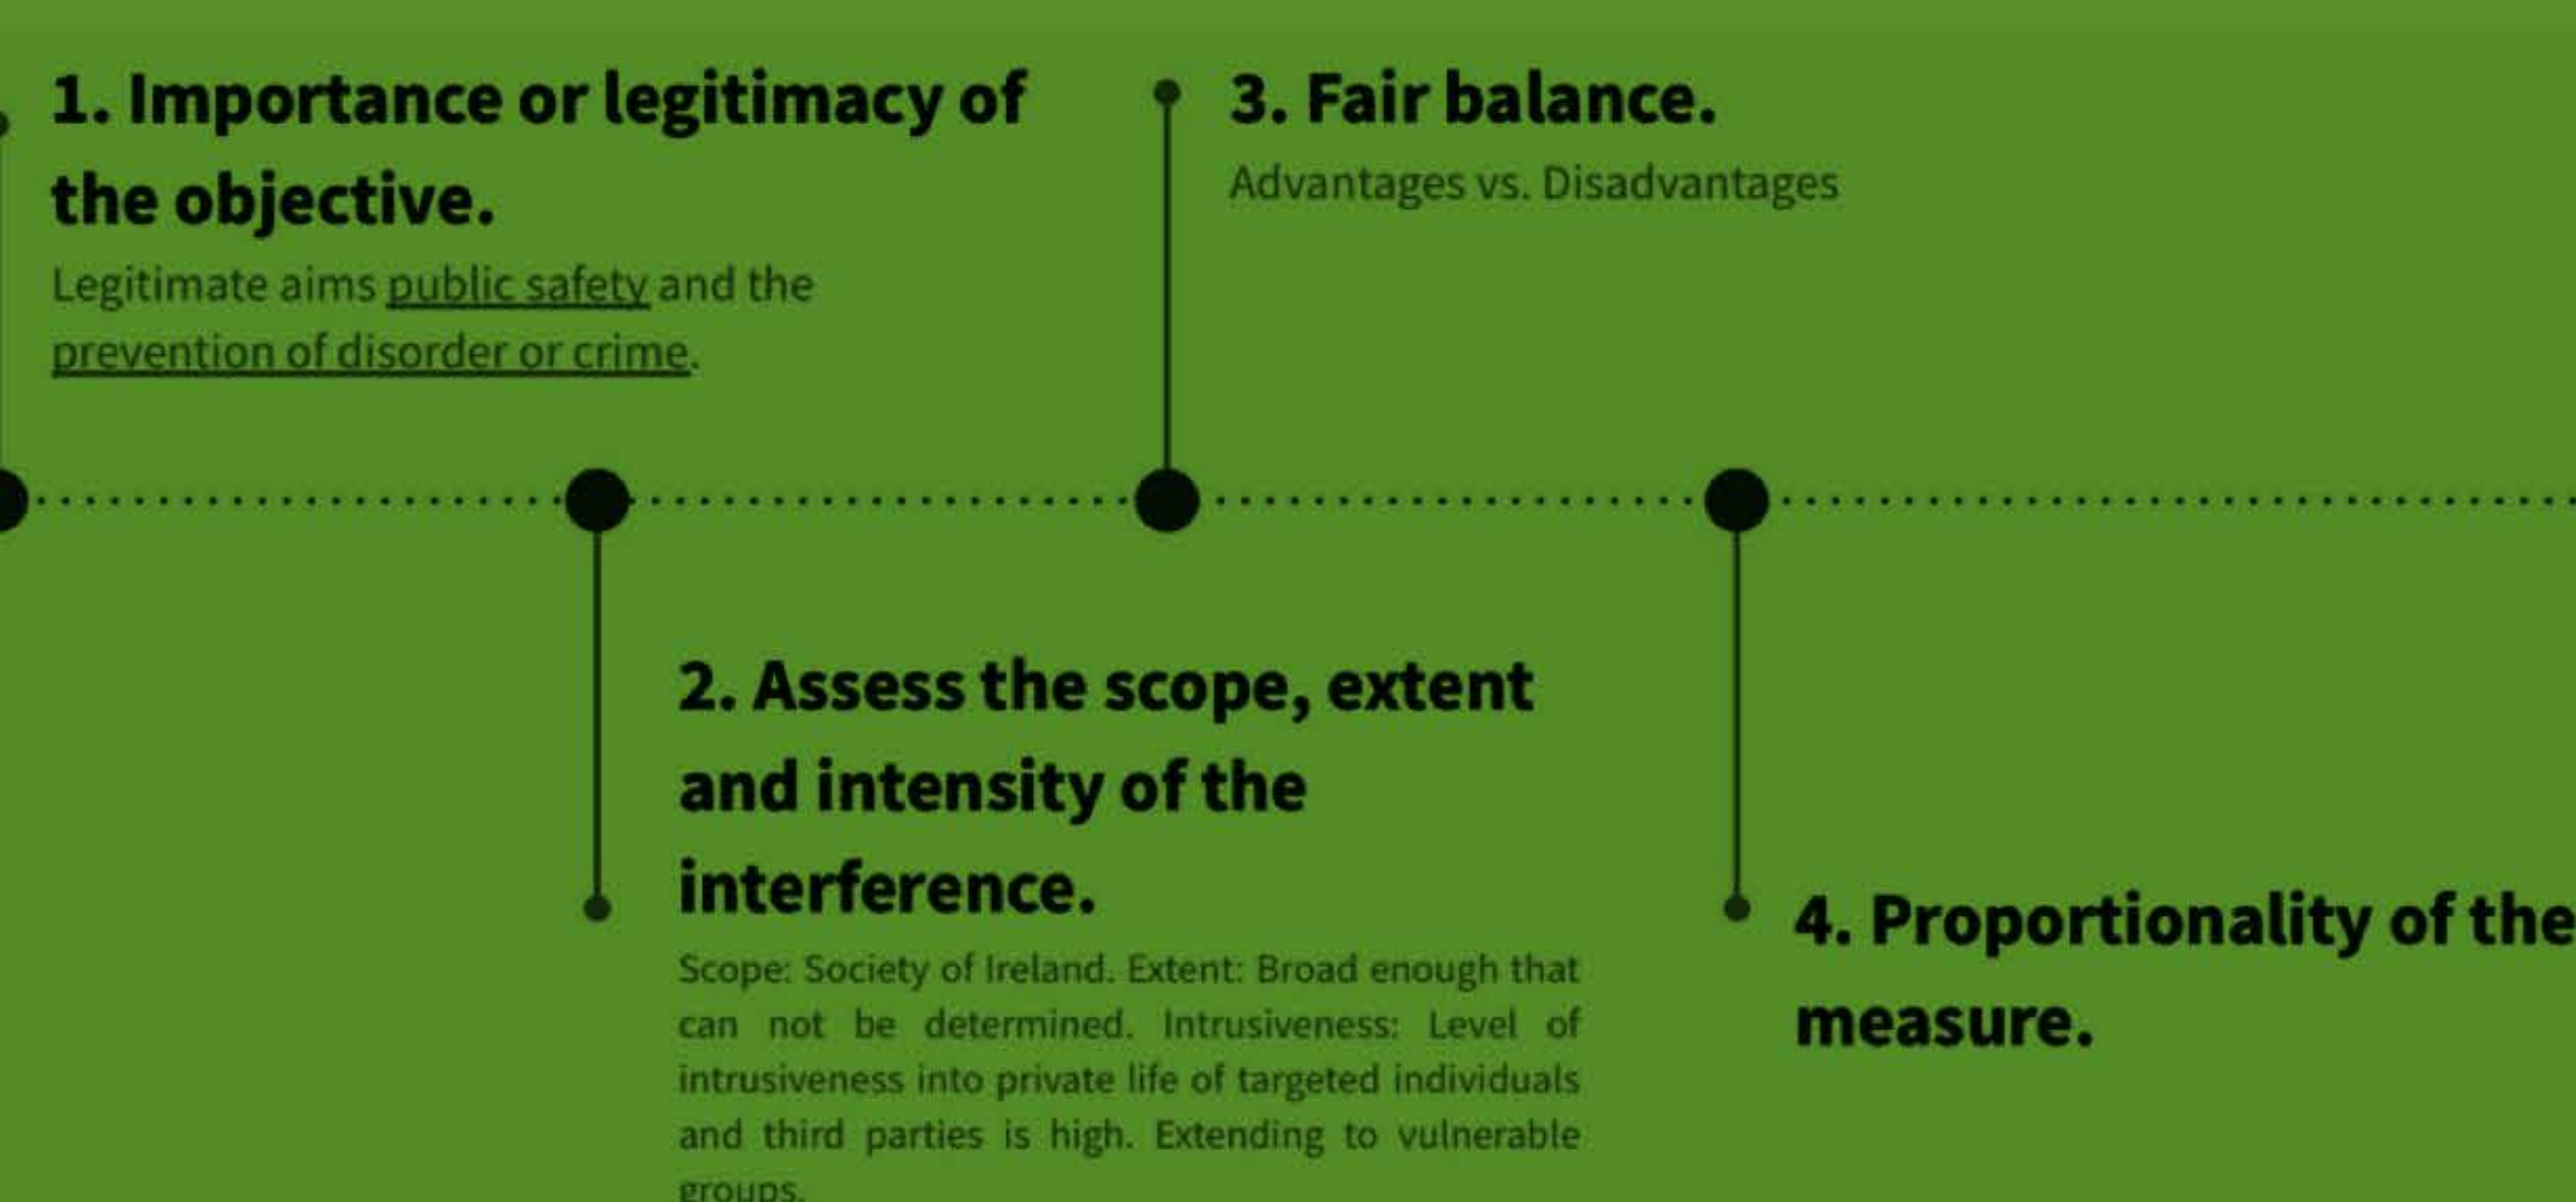 1. Importance or legitimacy of
the objective.
Legitimate aims public safety and the
prevention of disorder or crime.
2. Assess the scope, extent
and intensity of the
interference.
Scope: Society of Ireland. Extent: Broad enough that
can not be determined. Intrusiveness: Level of
intrusiveness into private life of targeted individuals
and third parties is high. Extending to vulnerable
groups.
3. Fair balance.
Advantages vs. Disadvantages
4. Proportionality of the
measure.